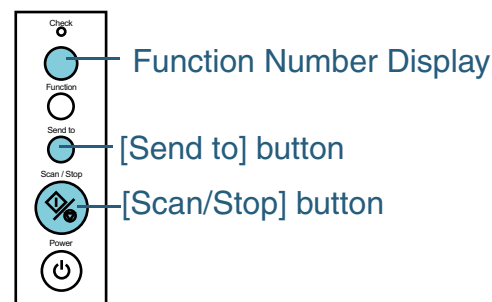 Check
Function Number Display
Function
Send to
[Send to] button
Scan / Stop
[Scan/Stop] button
Power